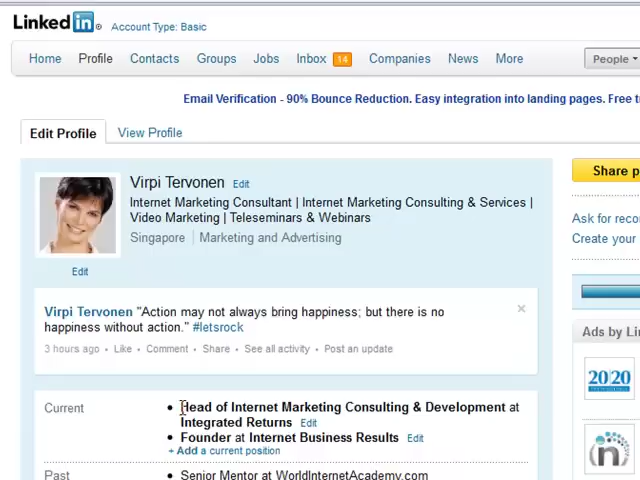 Linked in® Account Type: Basic
Home Profile Contacts Groups Jobs Inbox 14 Companies News More People
Email Verification - 90% Bounce Reduction. Easy integration into landing pages. Free
Edit Profile View Profile
Share
Virpi Tervonen Edit
Internet Marketing Consultant | Internet Marketing Consulting & Services |
Video Marketing | Teleseminars & Webinars
Singapore | Marketing and Advertising
Edit
Ask for
Create your
Virpi Tervonen "Action may not always bring happiness; but there is no
happiness without action." #letsrock
3 hours ago • Like • Comment • Share • See all activity • Post an update
Ads by
2020
in
Current
• Head of Internet Marketing Consulting & Development at
Integrated Returns Edit
• Founder at Internet Business Results Edit
+ Add a current position
Past • Senior Mentor at WorldInternetAcademy.com